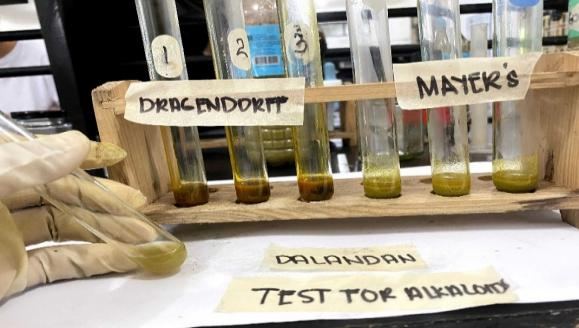 1
2
3
DRAGENDORFF
MAYER'S
DALANDAN
TEST FOR ALKALOIDS